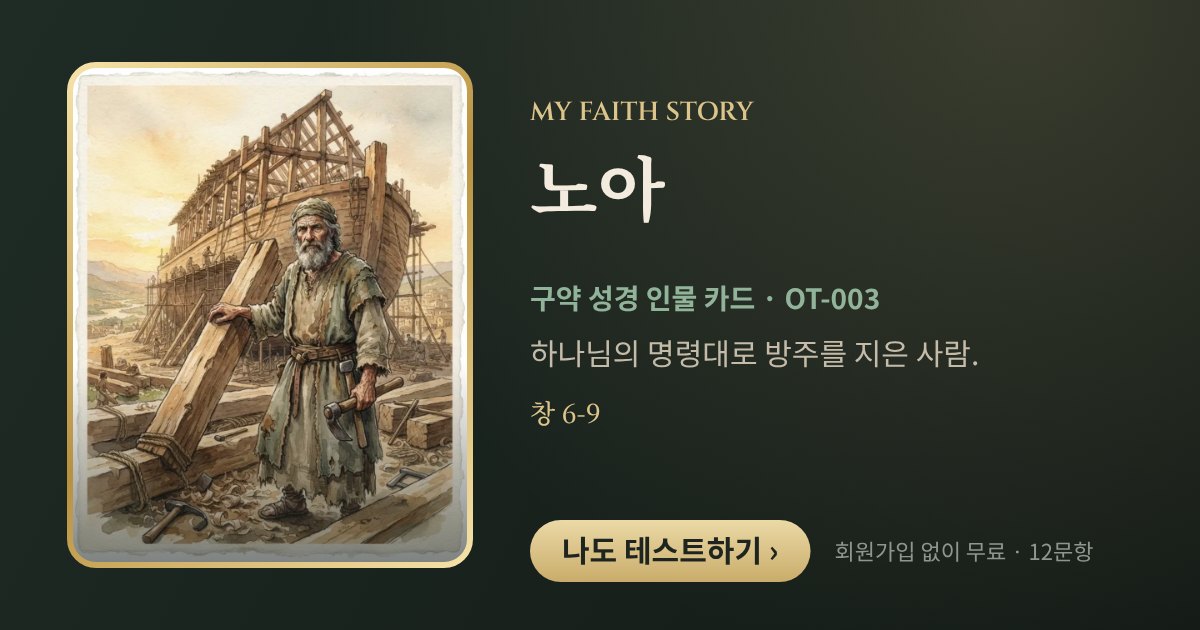 MY FAITH STORY
노아
구약 성경 인물 카드 · OT-003
하나님의 명령대로 방주를 지은 사람.
창 6-9
나도 테스트하기 ›
회원가입 없이 무료 · 12문항